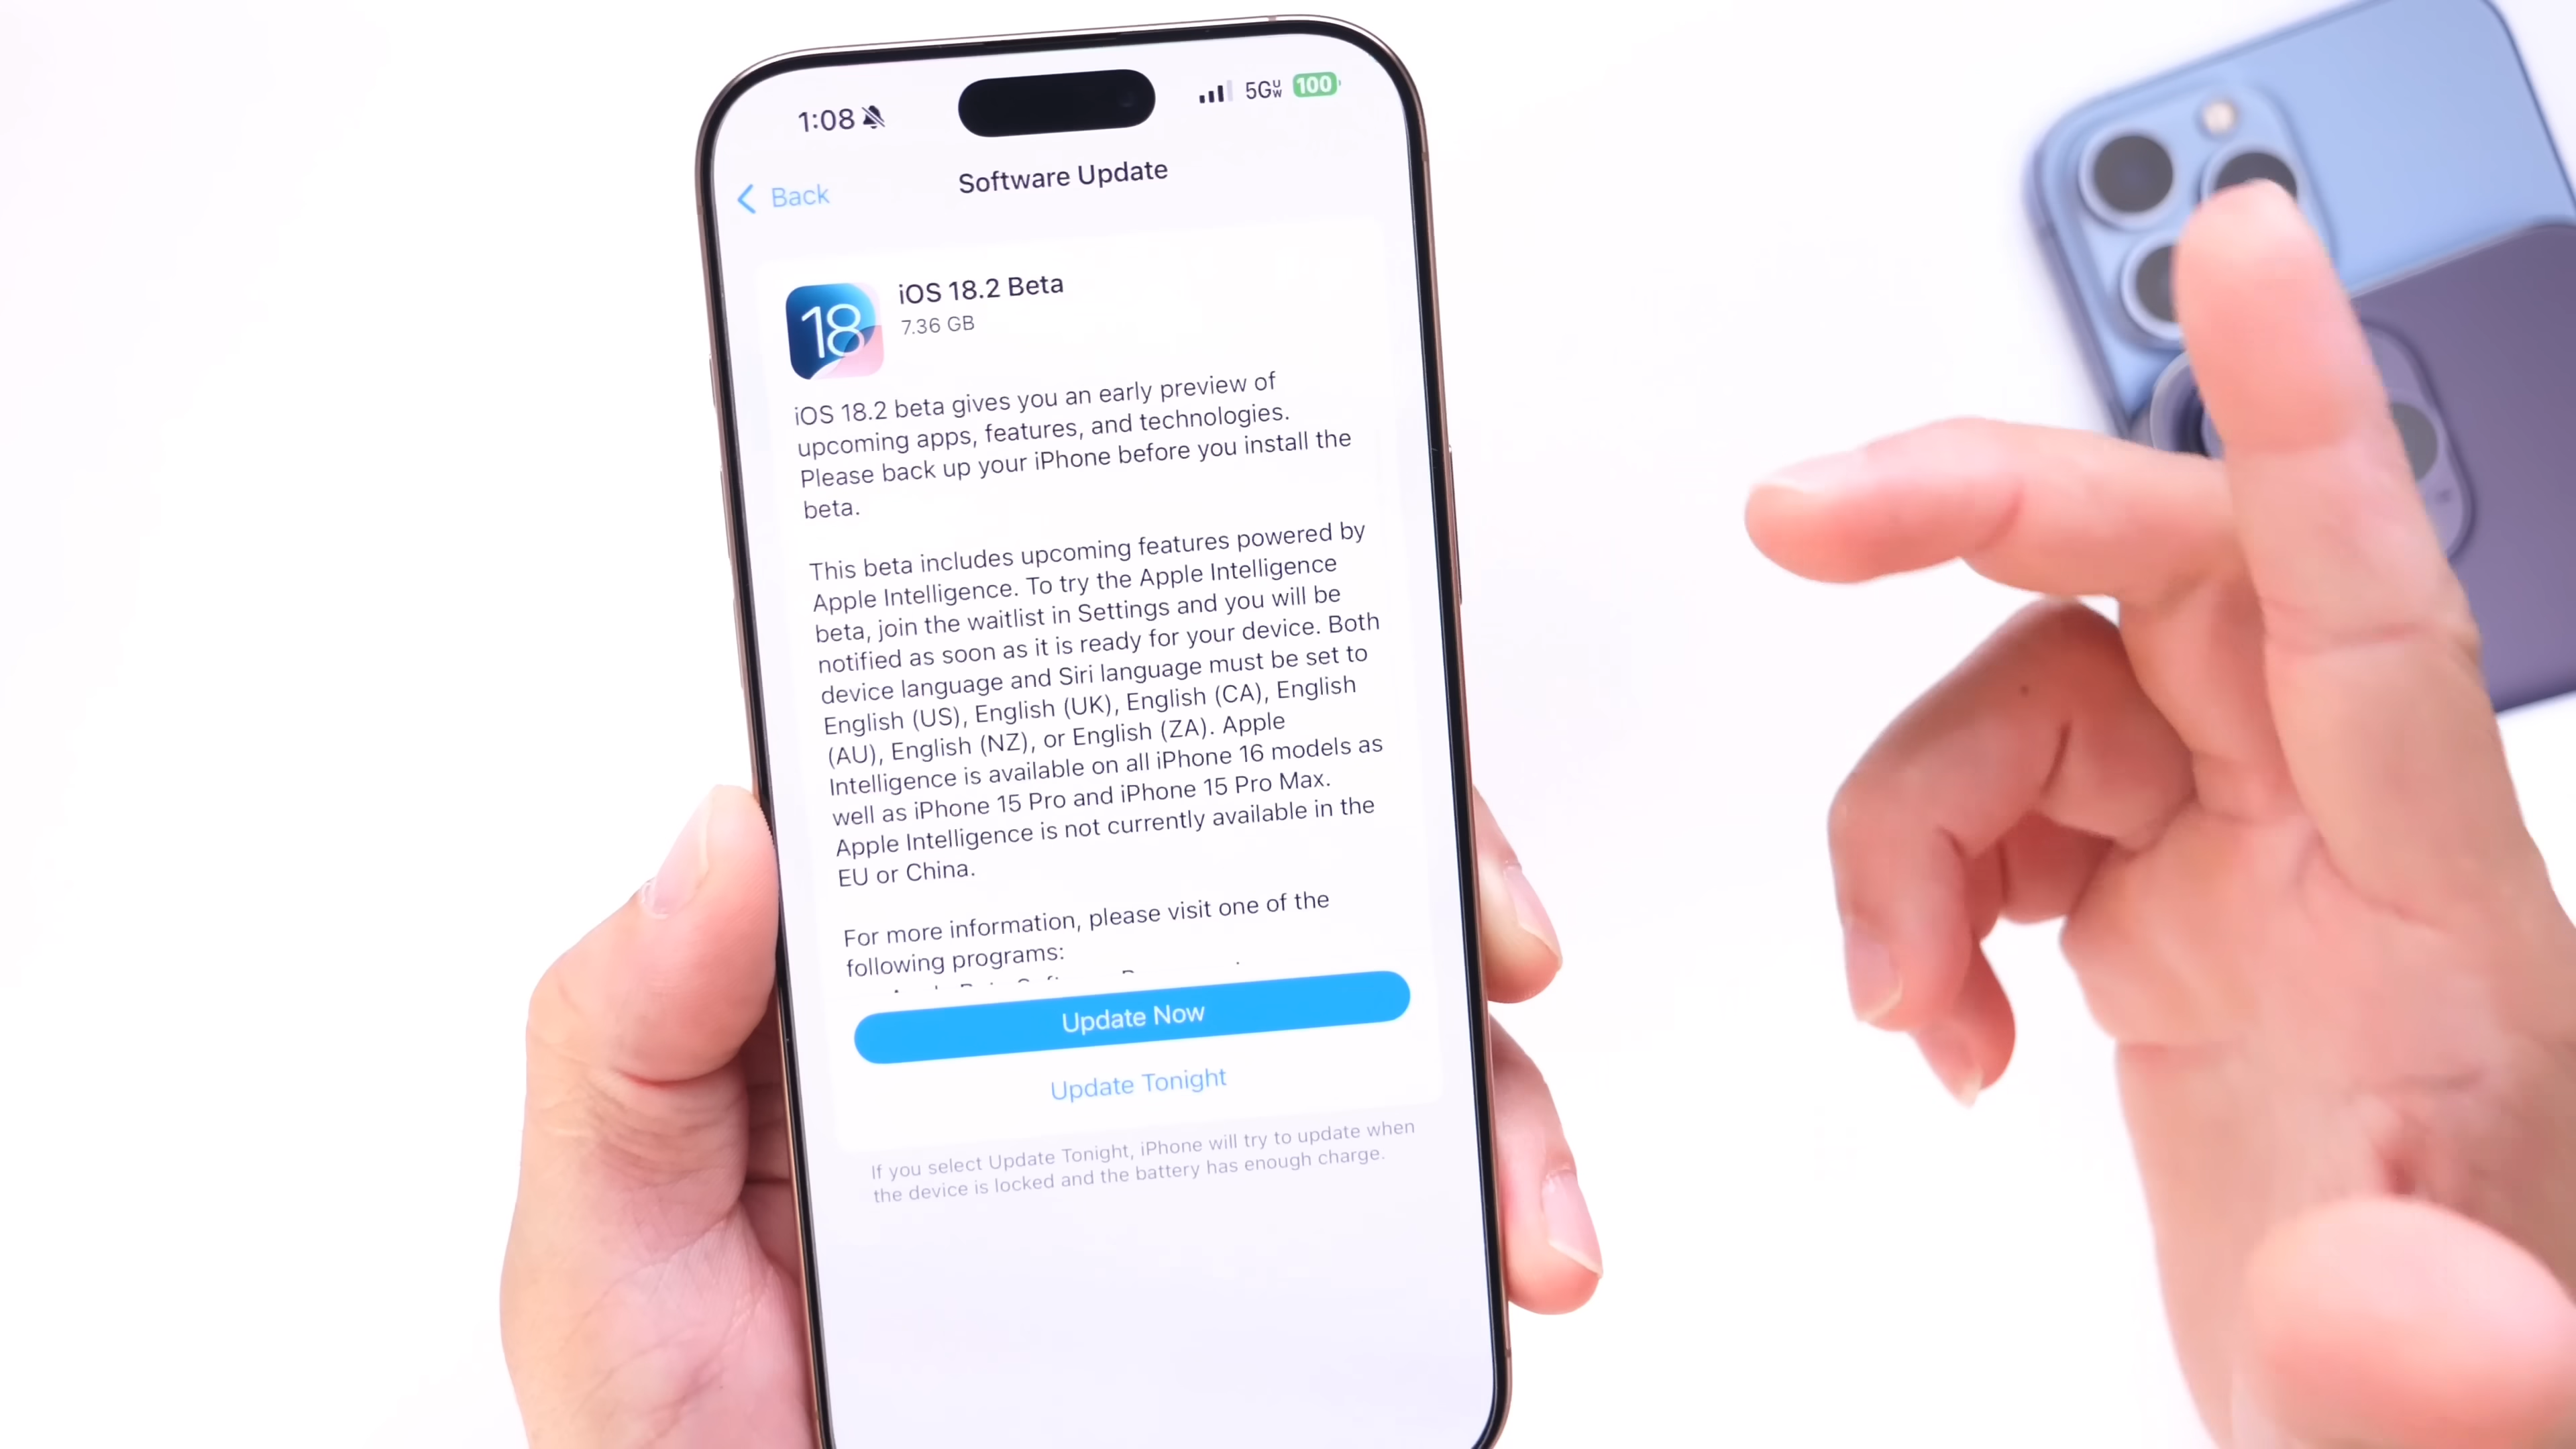 1:08
5G UW
100
Back
Software Update
18
iOS 18.2 Beta
7.36 GB
iOS 18.2 beta gives you an early preview of
upcoming apps, features, and technologies.
Please back up your iPhone before you install the
beta.
This beta includes upcoming features powered by
Apple Intelligence. To try the Apple Intelligence
beta, join the waitlist in Settings and you will be
notified as soon as it is ready for your device. Both
device language and Siri language must be set to
English (US), English (UK), English (CA), English
(AU), English (NZ), or English (ZA). Apple
Intelligence is available on all iPhone 16 models as
well as iPhone 15 Pro and iPhone 15 Pro Max.
Apple Intelligence is not currently available in the
EU or China.
For more information, please visit one of the
following programs:
Update Now
Update Tonight
If you select Update Tonight, iPhone will try to update when
the device is locked and the battery has enough charge.